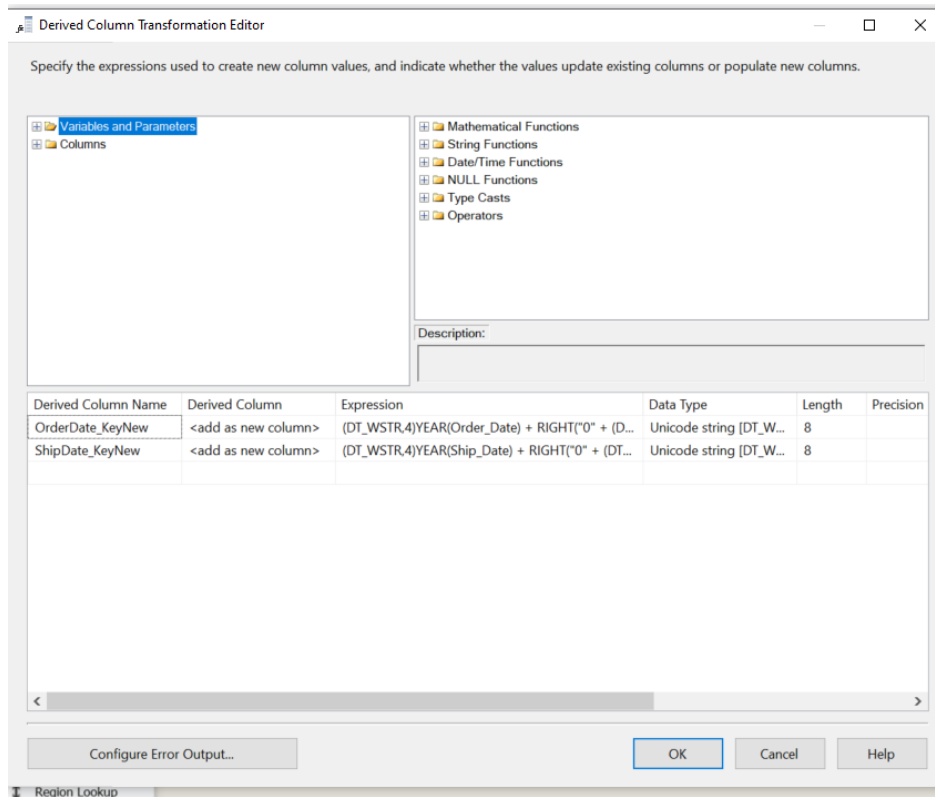 Derived Column Transformation Editor
Specify the expressions used to create new column values, and indicate whether the values update existing columns or populate new columns.
Variables and Parameters
Columns
Mathematical Functions
String Functions
Date/Time Functions
NULL Functions
Type Casts
Operators
Description:
Derived Column Name Derived Column Expression Data Type Length Precision
OrderDate_KeyNew <add as new column> (DT_WSTR,4)YEAR(Order_Date) + RIGHT("0" + (D... Unicode string [DT_W... 8
ShipDate_KeyNew <add as new column> (DT_WSTR,4)YEAR(Ship_Date) + RIGHT("0" + (DT... Unicode string [DT_W... 8
Configure Error Output... OK Cancel Help
Region Lookup